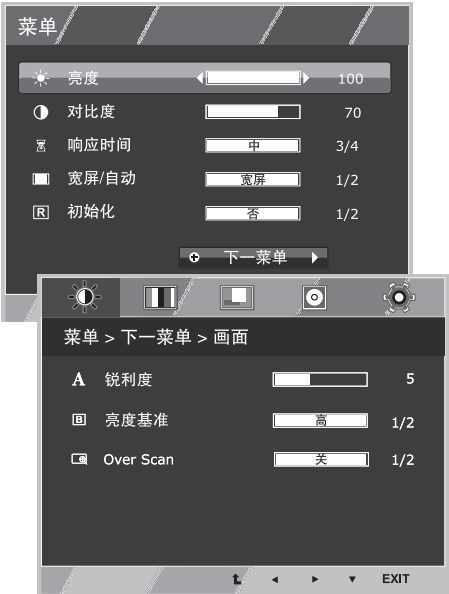 菜单
亮度 100
对比度 70
响应时间 中 3/4
宽屏/自动 宽屏 1/2
R 初始化 否 1/2
下一菜单
菜单 > 下一菜单 > 画面
A 锐利度 5
B 亮度基准 高 1/2
Over Scan 关 1/2
EXIT